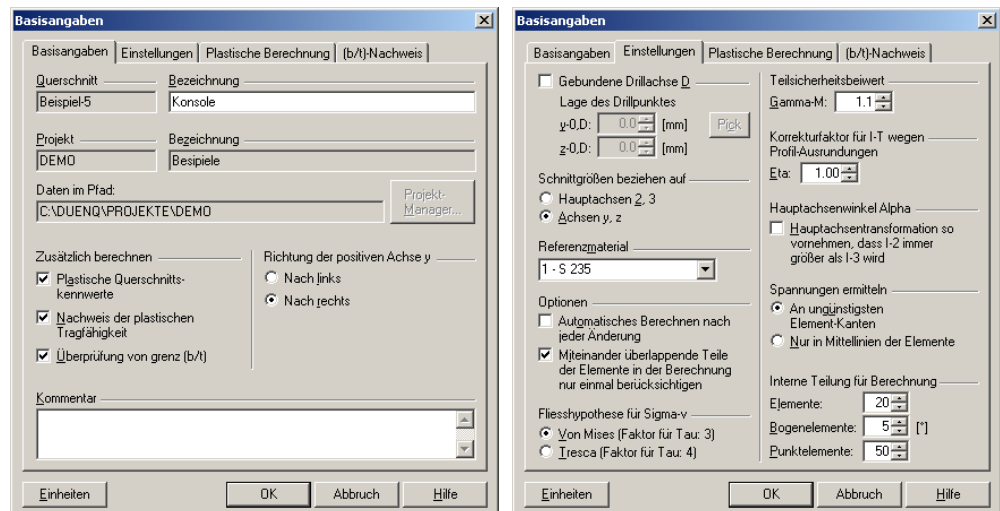 Basisangaben
Basisangaben Einstellungen Plastische Berechnung (b/t)-Nachweis
Querschnitt Bezeichnung
Beispiel-5 Konsole
Projekt Bezeichnung
DEMO Besipiele
Daten im Pfad:
C:\DUENQ\PROJEKTE\DEMO
Projekt-
Manager...
Zusätzlich berechnen
Plastische Querschnitts-
kennwerte
Nachweis der plastischen
Tragfähigkeit
Überprüfung von grenz (b/t)
Richtung der positiven Achse y
Nach links
Nach rechts
Kommentar
Einheiten OK Abbruch Hilfe
Basisangaben
Basisangaben Einstellungen Plastische Berechnung (b/t)-Nachweis
Gebundene Drillachse D
Lage des Drillpunktes
y-0,D: 0.0 [mm] Pick
z-0,D: 0.0 [mm]
Schnittgrößen beziehen auf
Hauptachsen 2, 3
Achsen y, z
Referenzmaterial
1 - S 235
Optionen
Automatisches Berechnen nach
jeder Änderung
Miteinander überlappende Teile
der Elemente in der Berechnung
nur einmal berücksichtigen
Fliesshypothese für Sigma-v
Von Mises (Faktor für Tau: 3)
Tresca (Faktor für Tau: 4)
Teilsicherheitsbeiwert
Gamma-M: 1.1
Korrekturfaktor für I-T wegen
Profil-Ausrundungen
Eta: 1.00
Hauptachsenwinkel Alpha
Hauptachsentransformation so
vornehmen, dass I-2 immer
größer als I-3 wird
Spannungen ermitteln
An ungünstigsten
Element-Kanten
Nur in Mittellinien der Elemente
Interne Teilung für Berechnung
Elemente: 20
Bogenelemente: 5 [°]
Punktelemente: 50
Einheiten OK Abbruch Hilfe